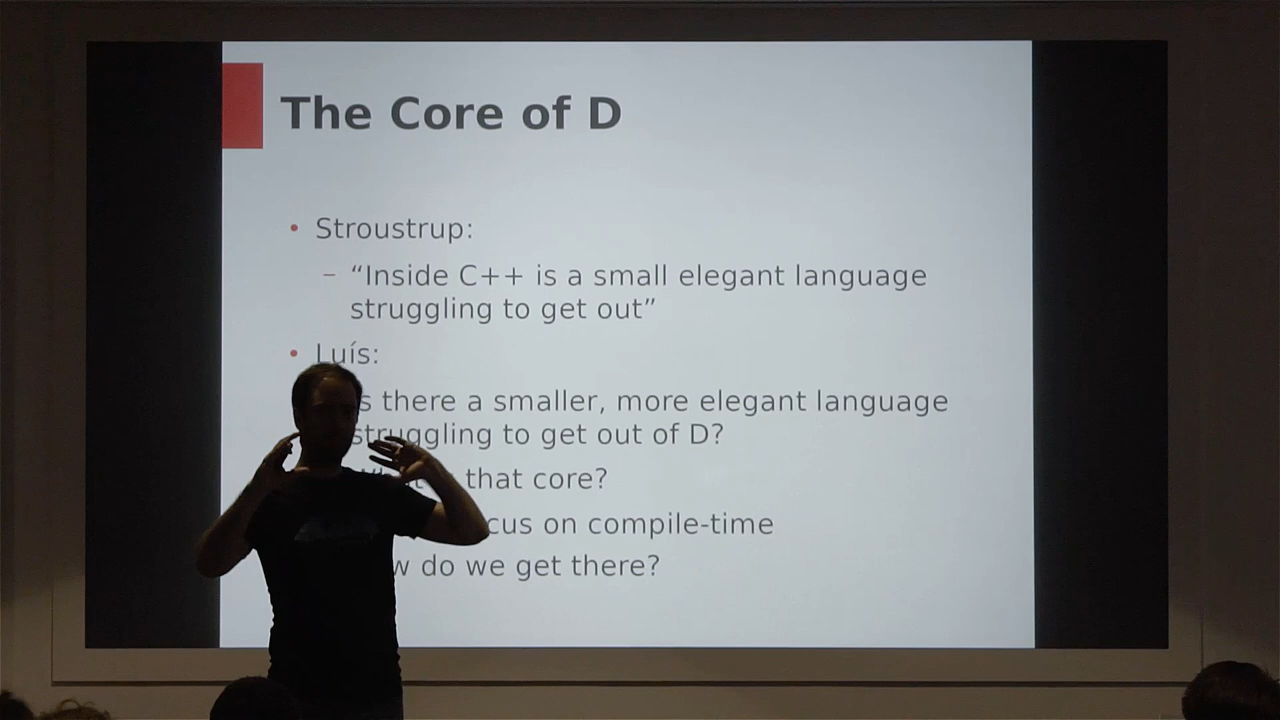 The Core of D
• Stroustrup:
– “Inside C++ is a small elegant language
struggling to get out”
• Luís:
there a smaller, more elegant language
struggling to get out of D?
that core?
on compile-time
do we get there?